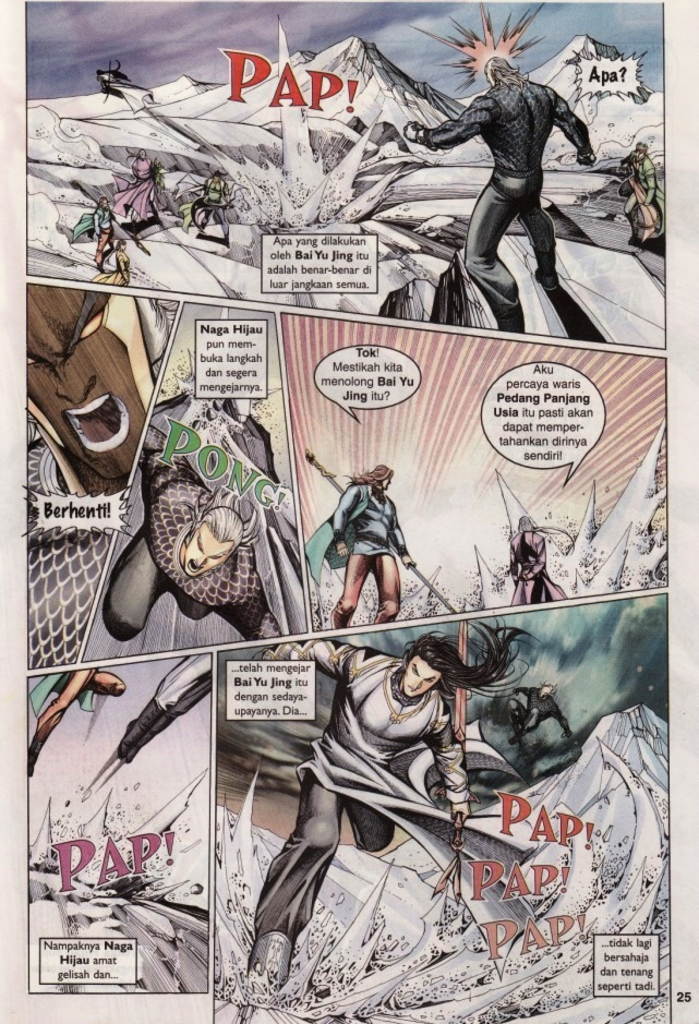 PAP!
Apa?
Apa yang dilakukan
oleh Bai Yu Jing itu
adalah benar-benar di
luar jangkaan semua.
Berhenti!
Naga Hijau
pun mem-
buka langkah
dan segera
mengejarnya.
PONG!
Tok!
Mestikah kita
menolong Bai Yu
Jing itu?
Aku
percaya waris
Pedang Panjang
Usia itu pasti akan
dapat memper-
tahankan dirinya
sendiri!
PAP!
Nampaknya Naga
Hijau amat
gelisah dan...
...telah mengejar
Bai Yu Jing itu
dengan sedaya-
upayanya. Dia...
PAP!
PAP!
PAP!
...tidak lagi
bersahaja
dan tenang
seperti tadi.
25